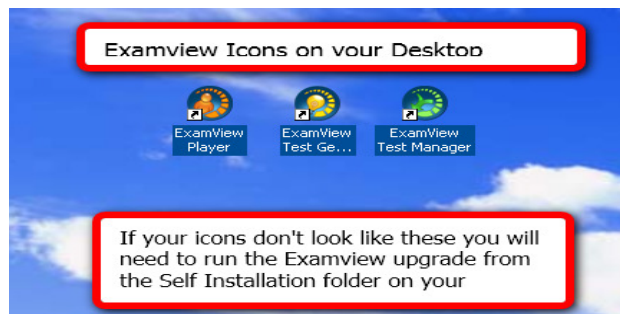 Examview Icons on your Desktop
ExamView
Player
ExamView
Test Ge...
ExamView
Test Manager
If your icons don't look like these you will
need to run the Examview upgrade from
the Self Installation folder on your